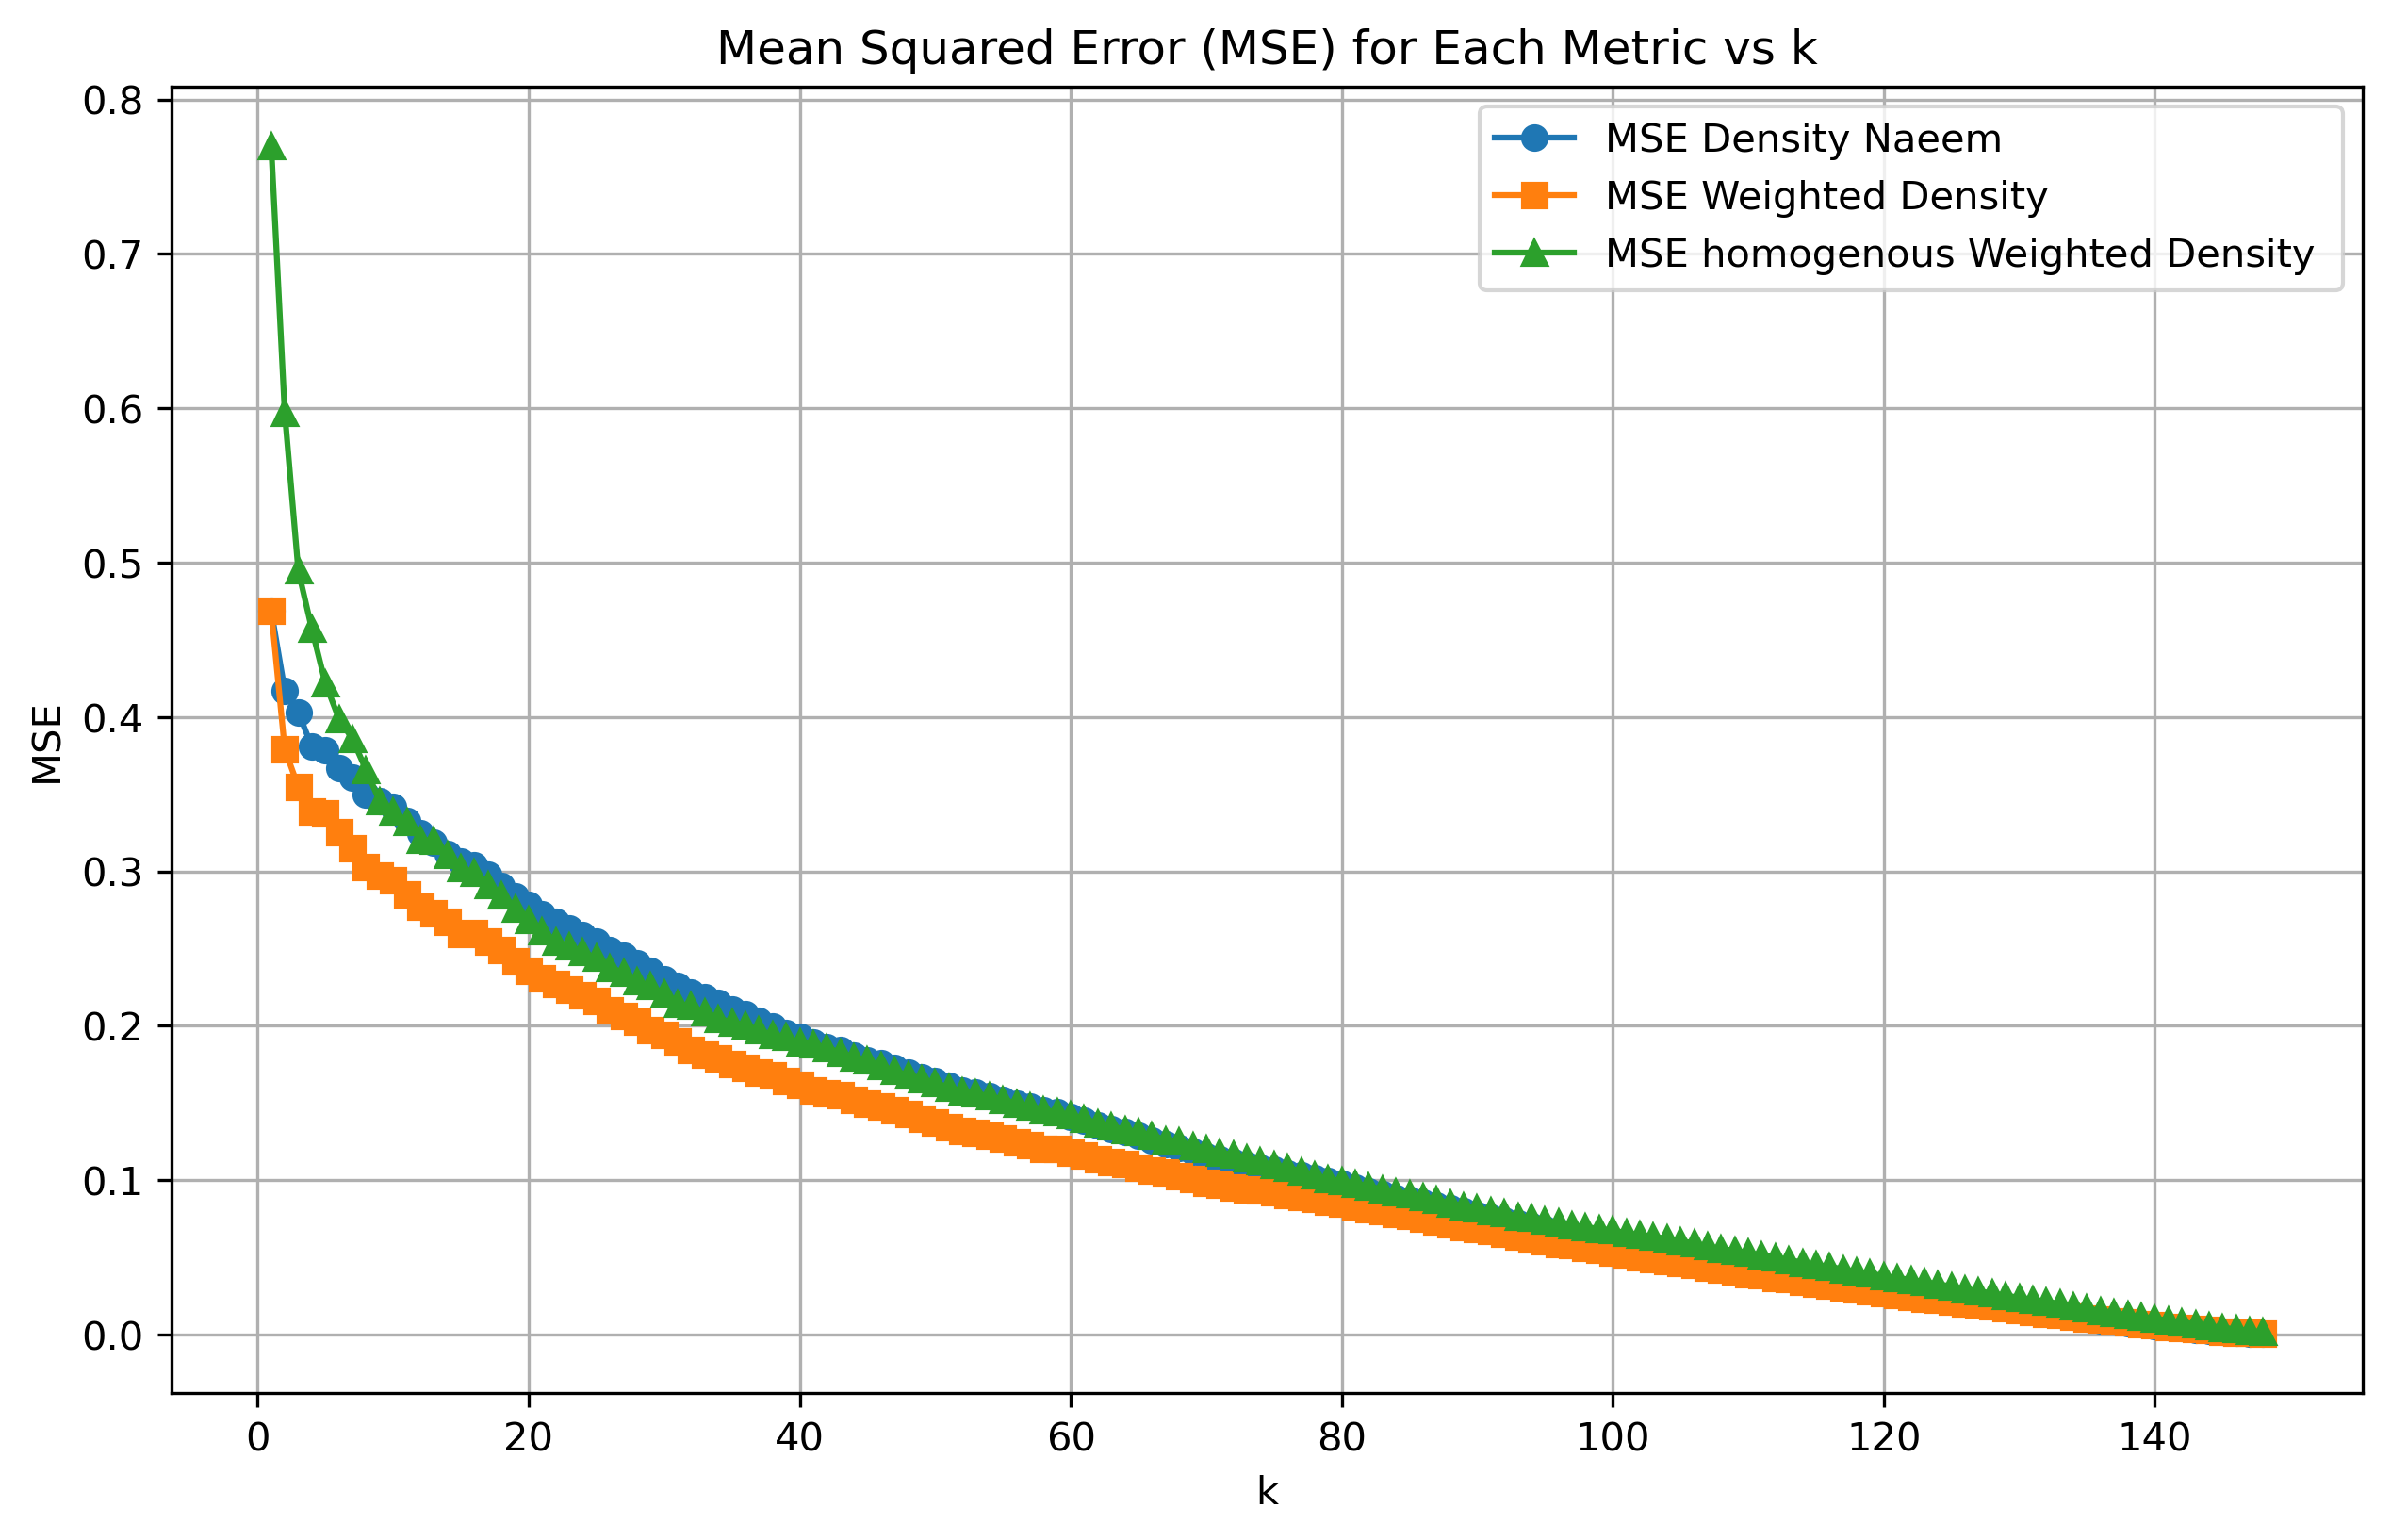 Mean Squared Error (MSE) for Each Metric vs k
MSE Density Naeem
MSE Weighted Density
MSE homogenous Weighted Density
MSE
0.8
0.7
0.6
0.5
0.4
0.3
0.2
0.1
0.0
0 20 40 60 80 100 120 140
k